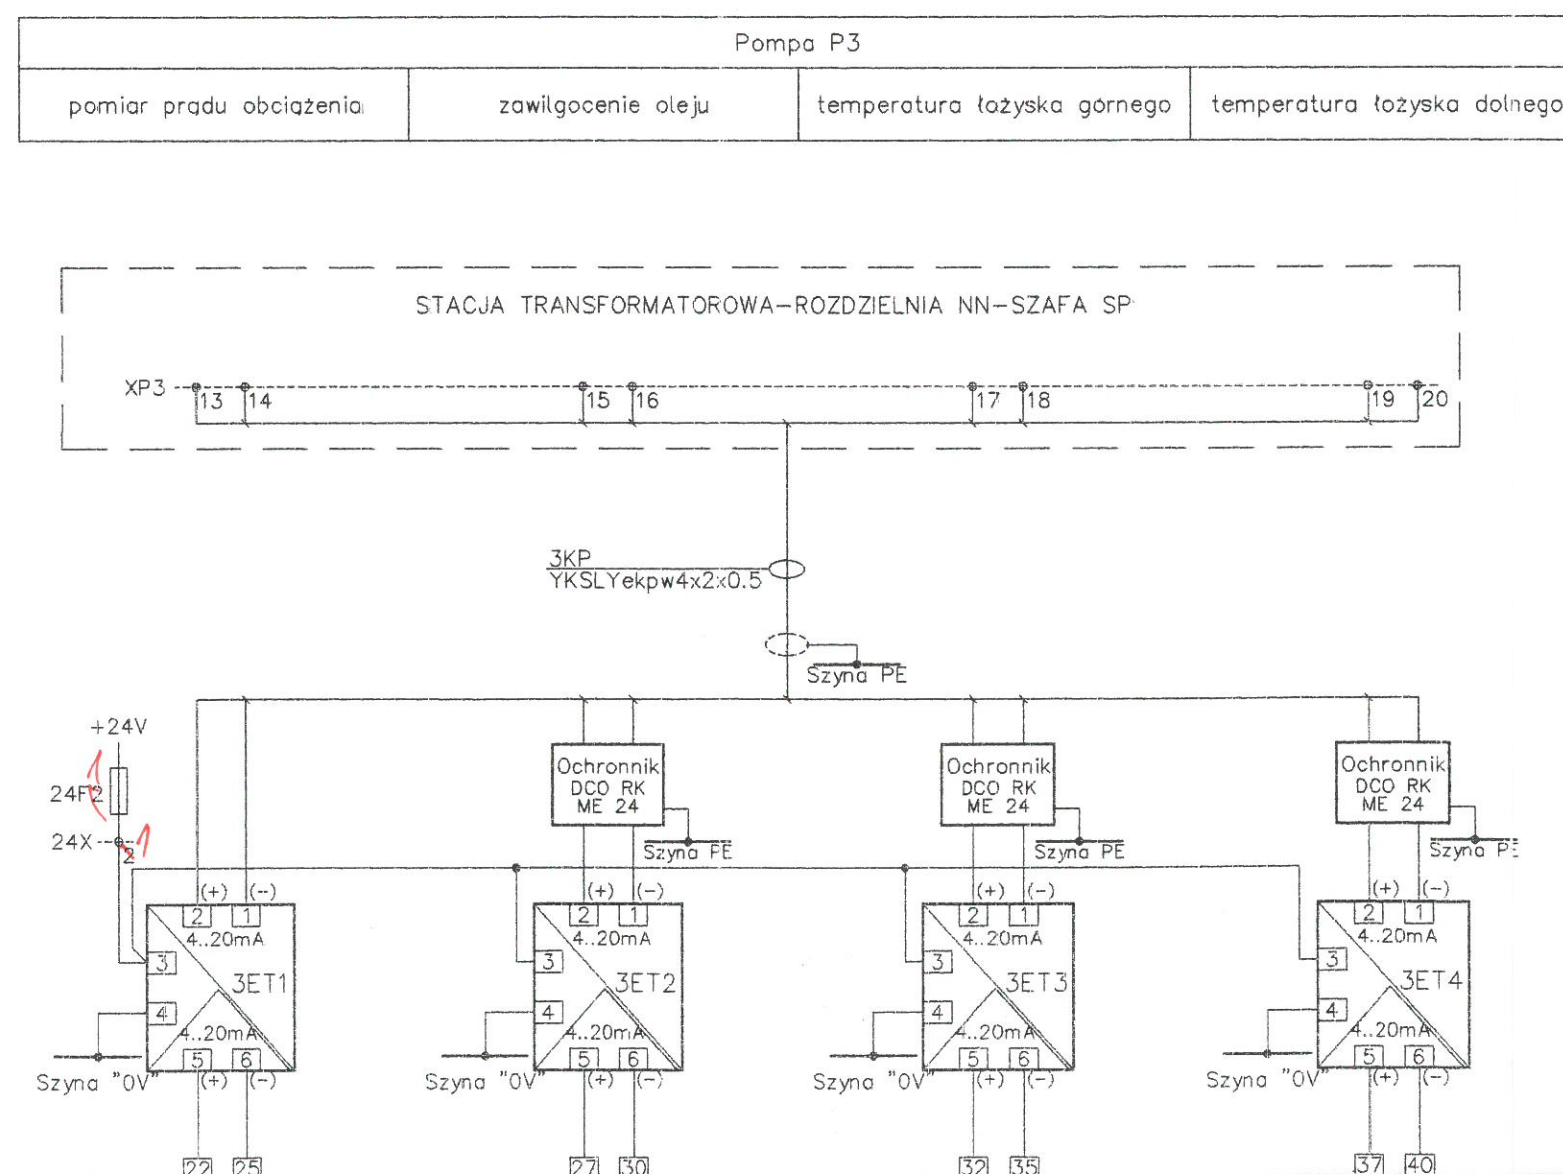 Pompa P3
pomiar prądu obciążenia
zawilgocenie oleju
temperatura łożyska górnego
temperatura łożyska dolnego
STACJA TRANSFORMATOROWA-ROZDZIELNIA NN-SZAFA SP
XP3 13 14 15 16 17 18 19 20
3KP
YKSLYekpw4x2x0.5
Szyna PE
+24V
24F2 1
24X 2 1
Ochronnik
DCO RK
ME 24
Szyna PE
Ochronnik
DCO RK
ME 24
Szyna PE
Ochronnik
DCO RK
ME 24
Szyna PE
(+) (-)
2 1
4..20mA
3
3ET1
4
4..20mA
5 6
(+) (-)
Szyna "0V"
22 25
(+) (-)
2 1
4..20mA
3
3ET2
4
4..20mA
5 6
(+) (-)
Szyna "0V"
27 30
(+) (-)
2 1
4..20mA
3
3ET3
4
4..20mA
5 6
(+) (-)
Szyna "0V"
32 35
(+) (-)
2 1
4..20mA
3
3ET4
4
4..20mA
5 6
(+) (-)
Szyna "0V"
37 40